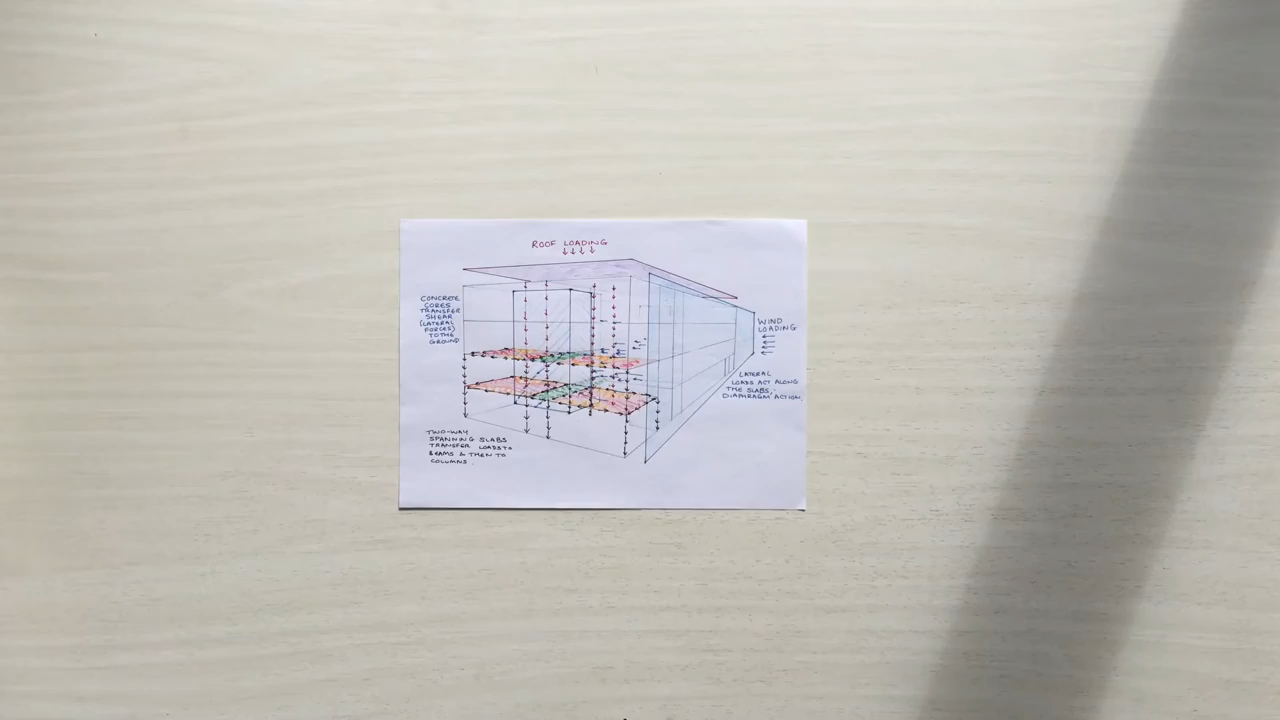 ROOF LOADING
CONCRETE
CORES
TRANSFER
SHEAR
(LATERAL
FORCES)
TO THE
GROUND
WIND
LOADING
LATERAL
LOADS ACT ALONG
THE SLABS,
DIAPHRAGM ACTION.
TWO-WAY
SPANNING SLABS
TRANSFER LOADS TO
BEAMS & THEN TO
COLUMNS.